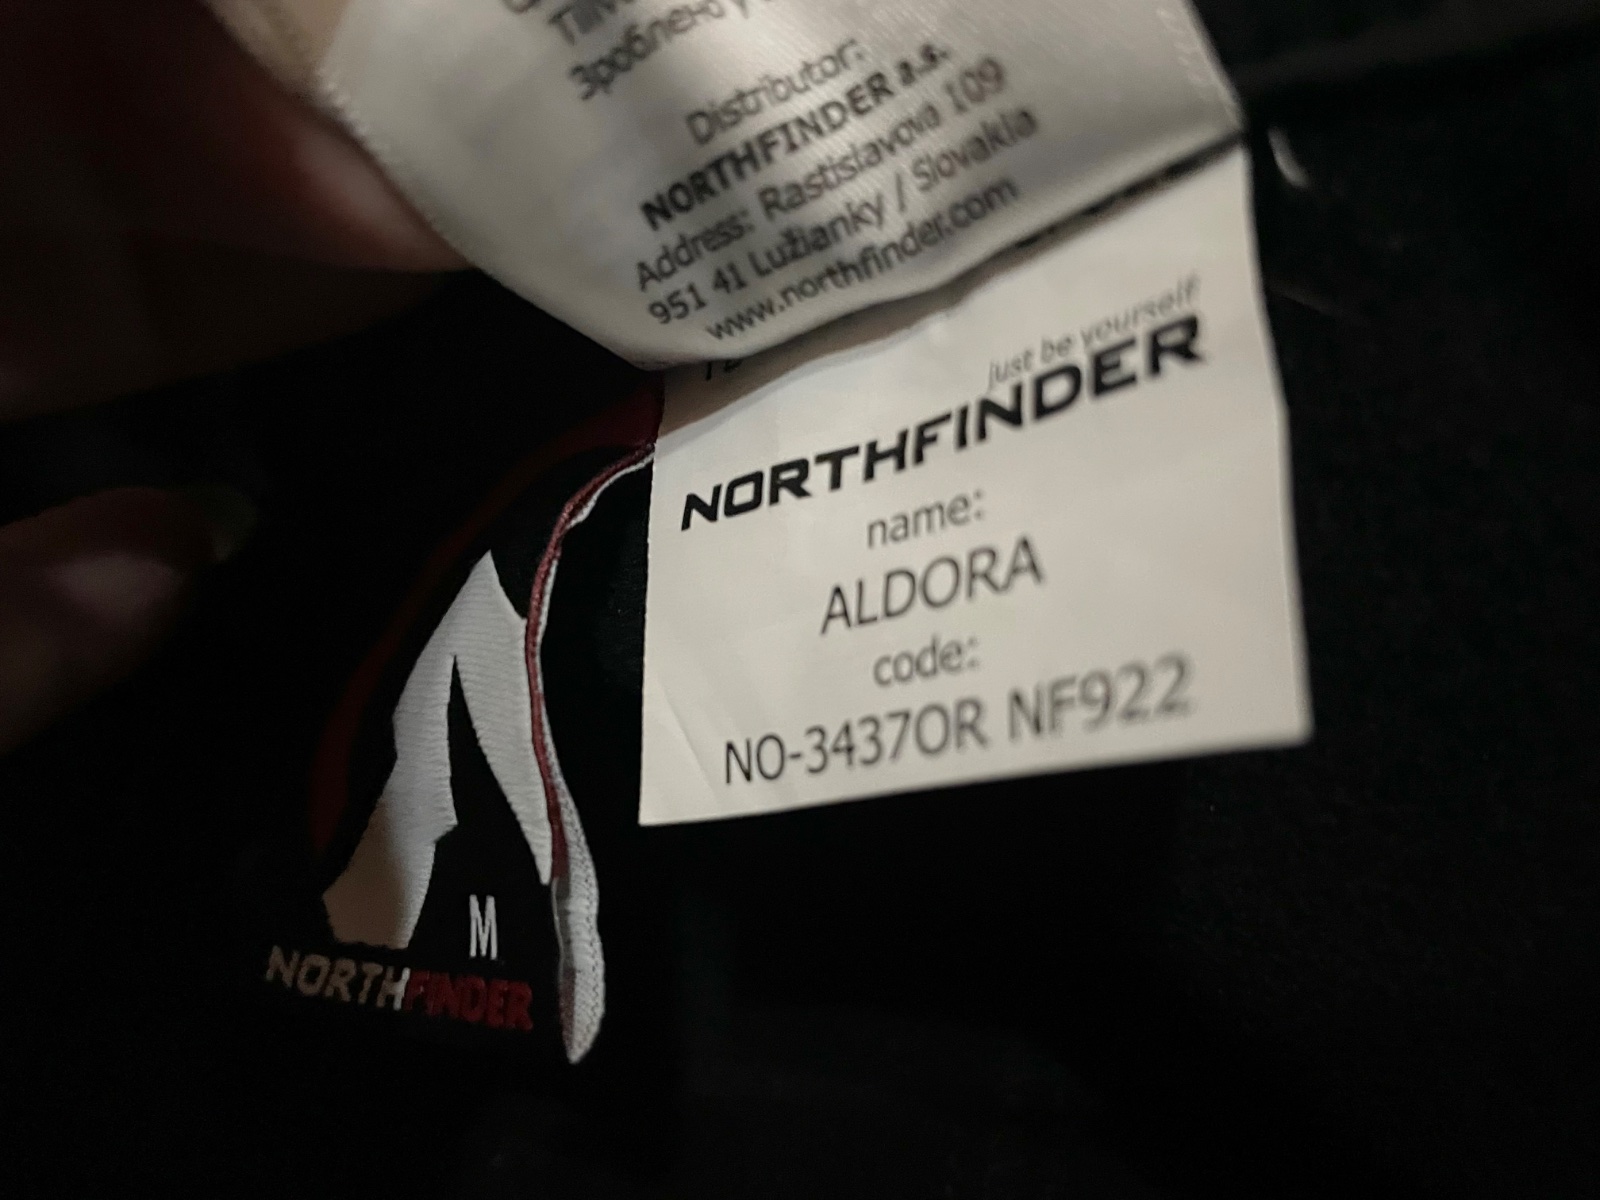 Distributor:
NORTHFINDER a.s.
Address: Rastislavova 109
951 41 Lužianky / Slovakia
www.northfinder.com
just be yourself
NORTHFINDER
name:
ALDORA
code:
NO-3437OR NF922
M
NORTHFINDER